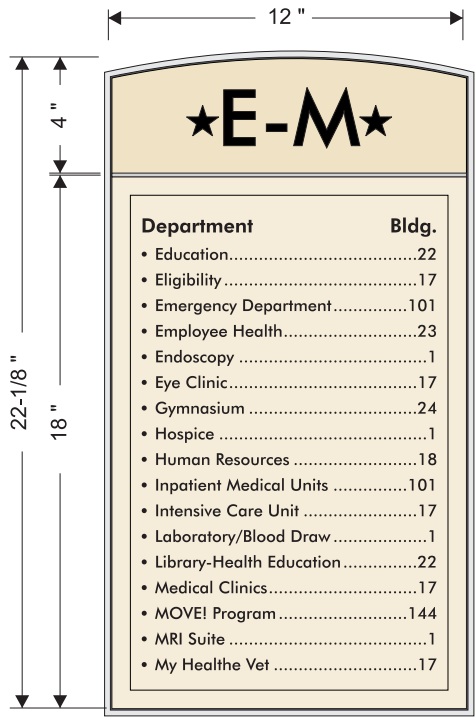 12 "
4 "
★E-M★
22-1/8 "
18 "
Department Bldg.
• Education..................................22
• Eligibility...................................17
• Emergency Department.............101
• Employee Health.......................23
• Endoscopy ................................1
• Eye Clinic..................................17
• Gymnasium ..............................24
• Hospice ....................................1
• Human Resources .....................18
• Inpatient Medical Units .............101
• Intensive Care Unit ....................17
• Laboratory/Blood Draw...............1
• Library-Health Education.............22
• Medical Clinics..........................17
• MOVE! Program .......................144
• MRI Suite ..................................1
• My Healthe Vet .........................17